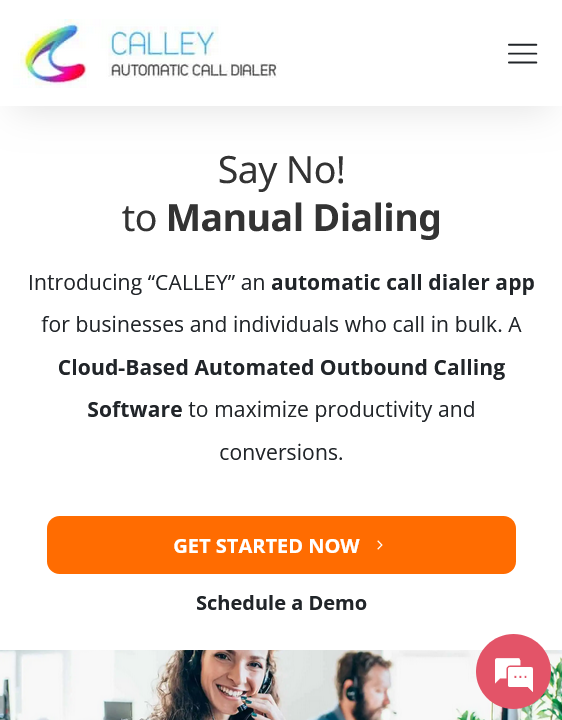 CALLEY
AUTOMATIC CALL DIALER
Say No!
to Manual Dialing
Introducing “CALLEY” an automatic call dialer app
for businesses and individuals who call in bulk. A
Cloud-Based Automated Outbound Calling
Software to maximize productivity and
conversions.
GET STARTED NOW
Schedule a Demo